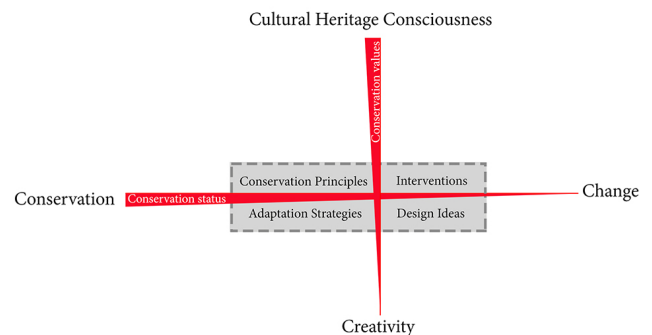 Cultural Heritage Consciousness
Conservation values
Conservation Principles
Interventions
Conservation
Conservation status
Change
Adaptation Strategies
Design Ideas
Creativity